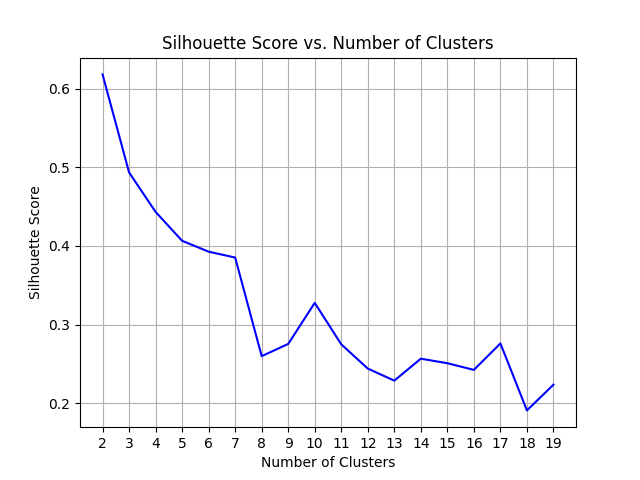 Silhouette Score vs. Number of Clusters
0.6
0.5
0.4
0.3
0.2
Silhouette Score
2 3 4 5 6 7 8 9 10 11 12 13 14 15 16 17 18 19
Number of Clusters